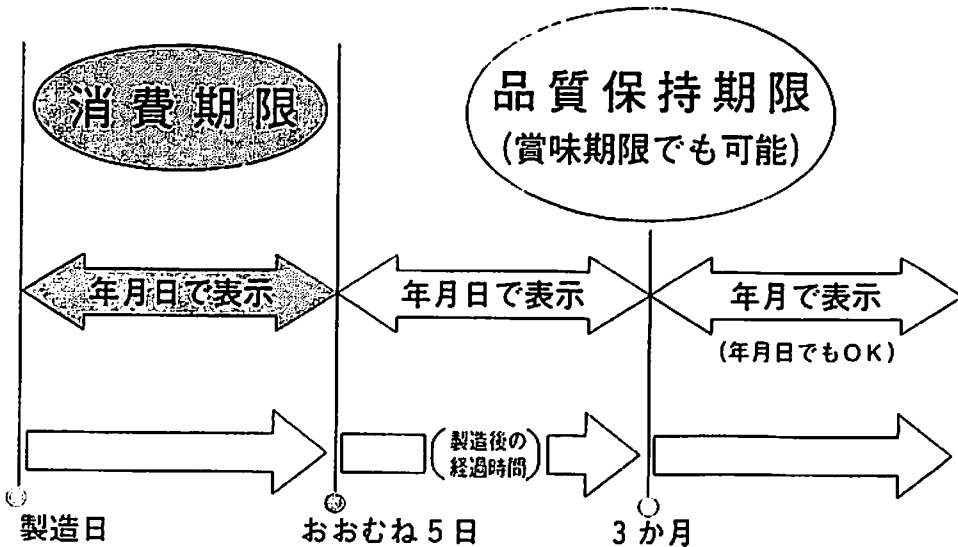 消費期限
品質保持期限
(賞味期限でも可能)
年月日で表示
年月日で表示
年月で表示
(年月日でもOK)
(製造後の
経過時間)
製造日
おおむね5日
3か月